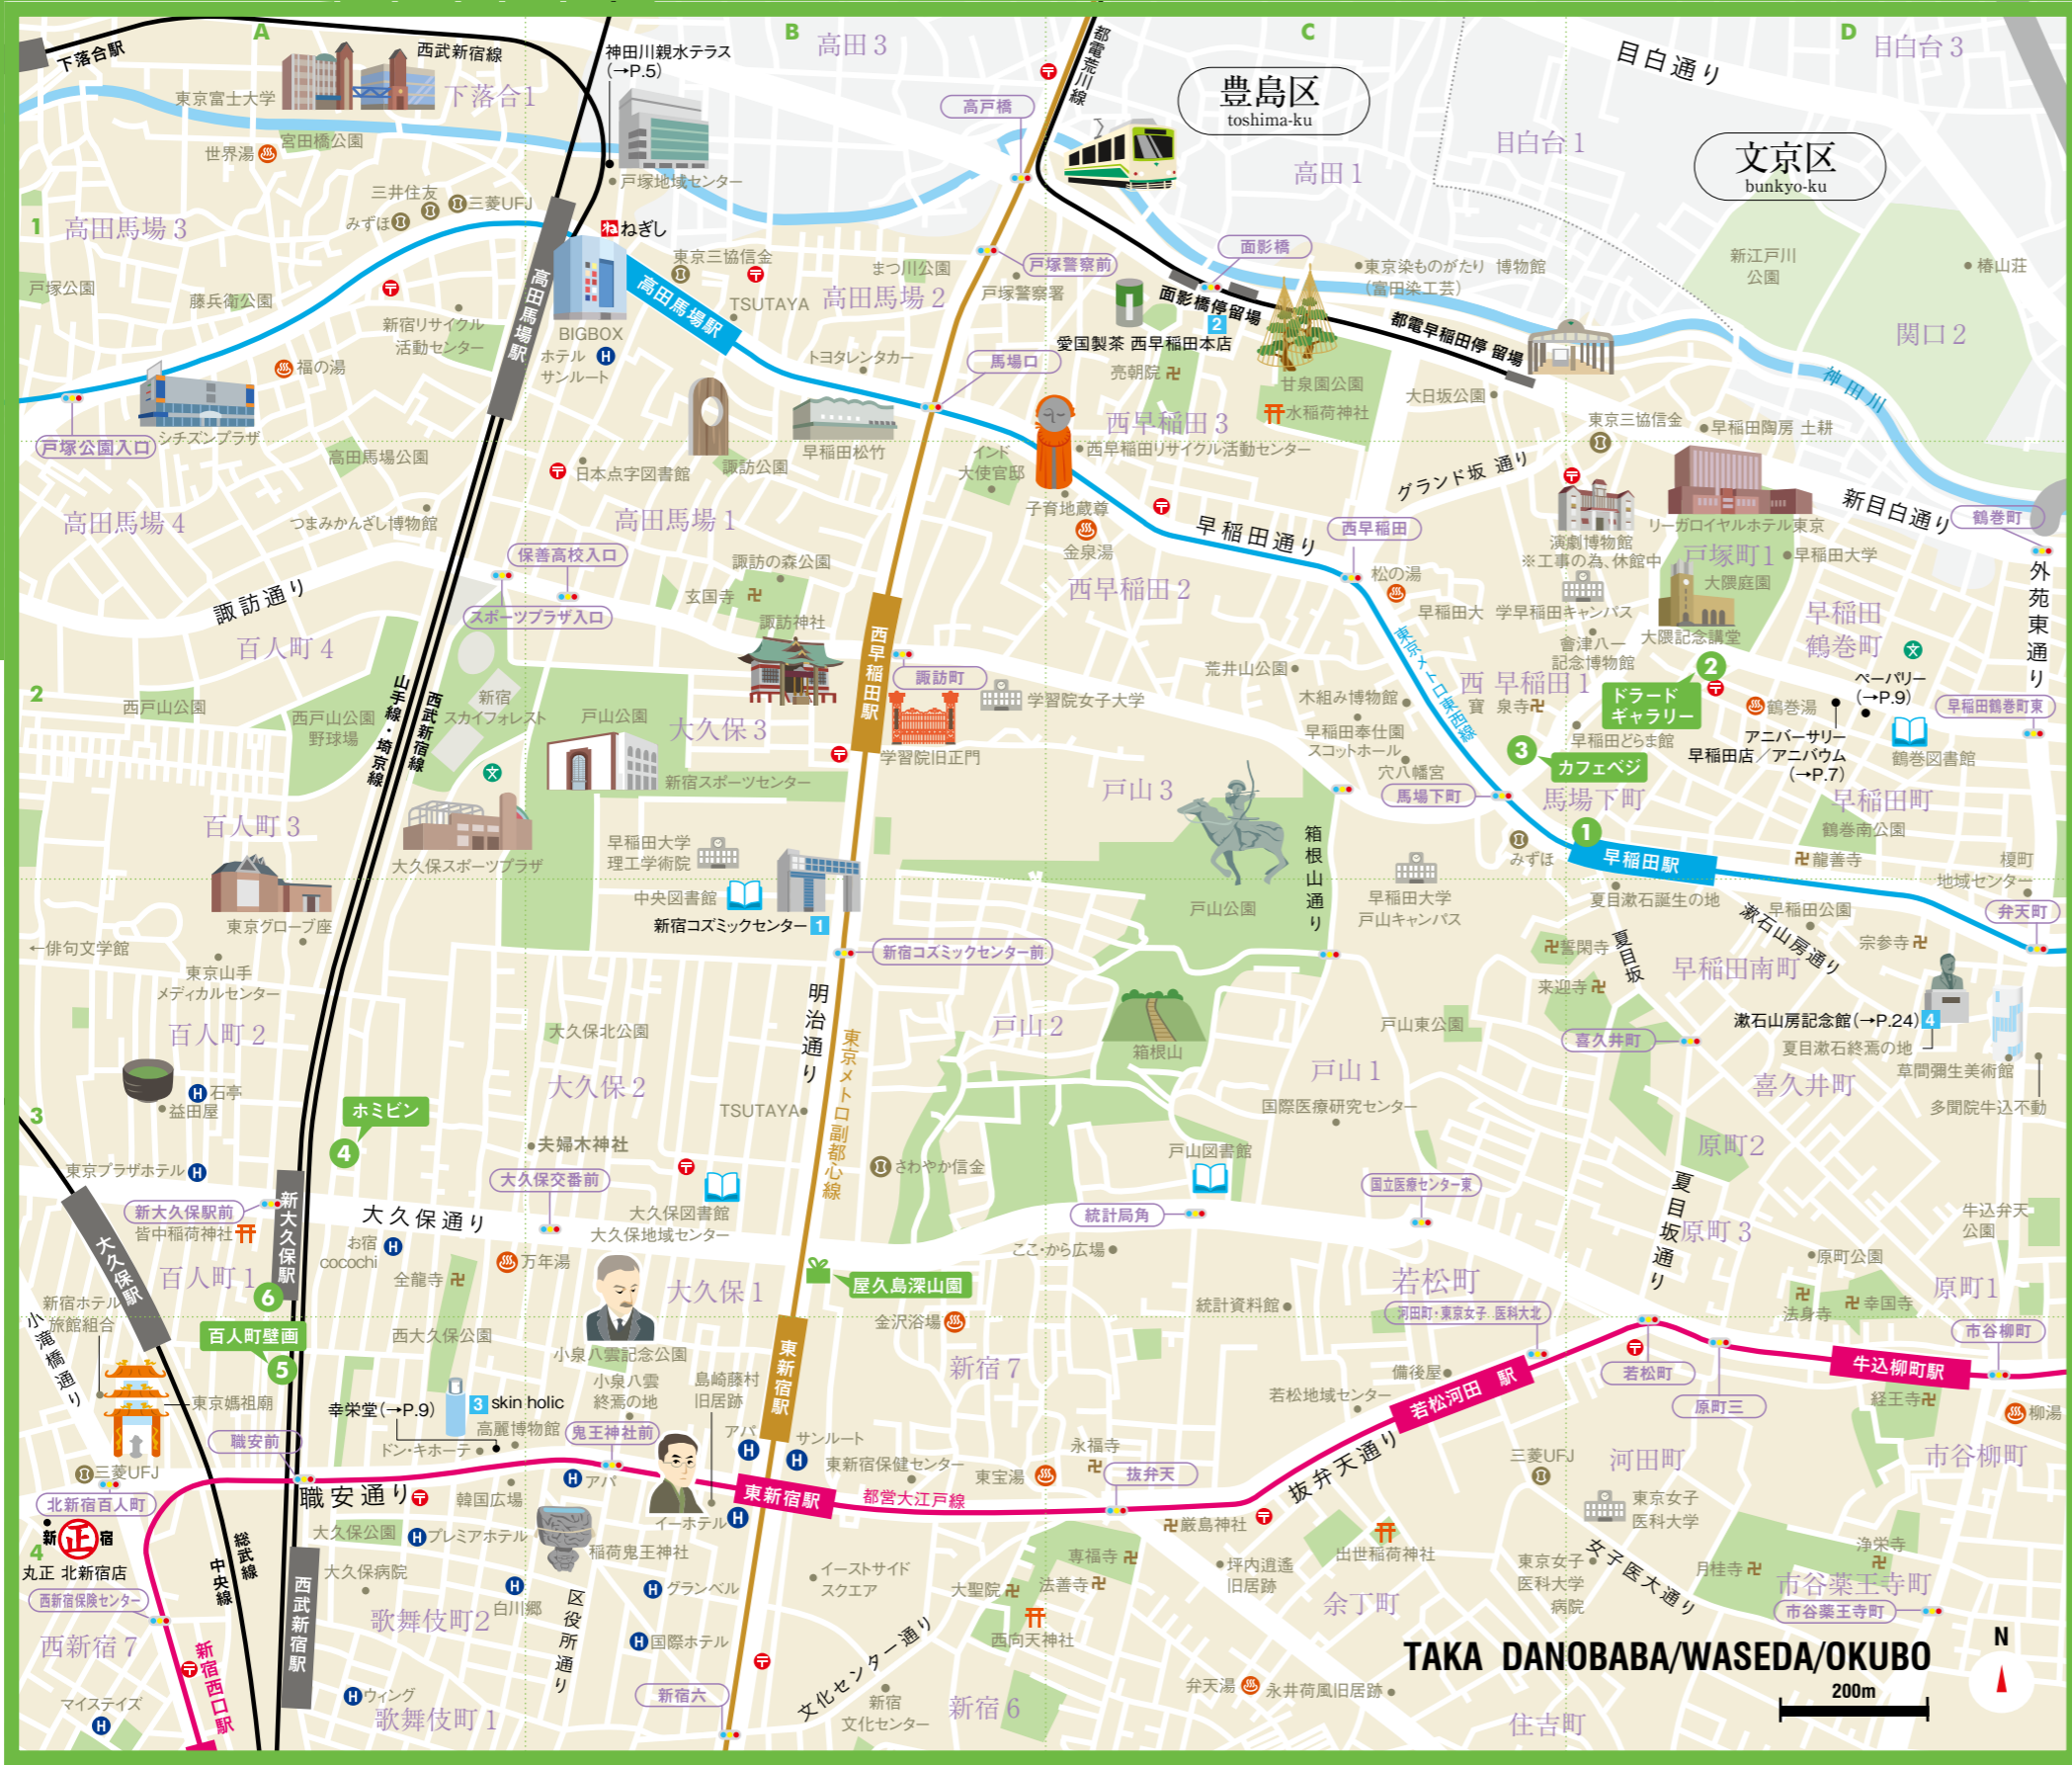 A
B
C
D
1
2
3
4
下落合駅
西武新宿線
神田川親水テラス
(→P.5)
高田3
都電荒川線
豊島区
toshima-ku
目白通り
目白台3
東京富士大学
下落合1
高戸橋
目白台1
文京区
bunkyo-ku
世界湯
宮田橋公園
戸塚地域センター
高田1
三井住友
三菱UFJ
みずほ
高田馬場3
ねねぎし
東京三協信金
まつ川公園
戸塚警察前
面影橋
東京染ものがたり 博物館
(富田染工芸)
新江戸川
公園
椿山荘
戸塚公園
藤兵衛公園
高田馬場駅
高田馬場駅
TSUTAYA
高田馬場2
戸塚警察署
面影橋停留場
2
都電早稲田停 留場
関口2
新宿リサイクル
活動センター
BIGBOX
ホテル
サンルート
愛国製茶 西早稲田本店
トヨタレンタカー
馬場口
亮朝院
甘泉園公園
大日坂公園
神田川
福の湯
シチズンプラザ
戸塚公園入口
水稲荷神社
西早稲田3
東京三協信金
早稲田陶房 土耕
高田馬場公園
日本点字図書館
諏訪公園
早稲田松竹
インド
大使官邸
西早稲田リサイクル活動センター
グランド坂 通り
つまみかんざし博物館
高田馬場4
高田馬場1
子育地蔵尊
金泉湯
早稲田通り
西早稲田
リーガロイヤルホテル東京
新目白通り
鶴巻町
演劇博物館
※工事の為、休館中
戸塚町1
早稲田大学
保善高校入口
諏訪の森公園
西早稲田2
松の湯
大隈庭園
外苑東通り
諏訪通り
スポーツプラザ入口
玄国寺
諏訪神社
早稲田大 学早稲田キャンパス
早稲田
鶴巻町
百人町4
西早稲田駅
諏訪町
荒井山公園
會津八一
記念博物館
大隈記念講堂
2
東京メトロ東西線
西戸山公園
西戸山公園
野球場
山手線・埼京線
西武新宿線
新宿
スカイフォレスト
戸山公園
大久保3
学習院女子大学
木組み博物館
西 早稲田1
ドラード
ギャラリー
ペーパリー
(→P.9)
寶 泉寺
鶴巻湯
早稲田鶴巻町東
学習院旧正門
早稲田奉仕園
スコットホール
早稲田どらま館
アニバーサリー
早稲田店/アニバウム
(→P.7)
鶴巻図書館
新宿スポーツセンター
3
カフェベジ
戸山3
穴八幡宮
馬場下町
馬場下町
早稲田町
百人町3
大久保スポーツプラザ
早稲田大学
理工学術院
箱根山通り
1
みずほ
早稲田駅
鶴巻南公園
龍善寺
榎町
地域センター
中央図書館
新宿コズミックセンター1
戸山公園
早稲田大学
戸山キャンパス
夏目漱石誕生の地
早稲田公園
弁天町
東京グローブ座
←俳句文学館
新宿コズミックセンター前
誓閑寺
夏目坂
漱石山房通り
宗参寺
東京山手
メディカルセンター
早稲田南町
来迎寺
百人町2
大久保北公園
明治通り
戸山2
箱根山
戸山東公園
喜久井町
漱石山房記念館(→P.24)4
夏目漱石終焉の地
大久保2
東京メトロ副都心線
戸山1
喜久井町
草間彌生美術館
石亭
益田屋
ホミビン
4
TSUTAYA
国際医療研究センター
多聞院牛込不動
夫婦木神社
戸山図書館
原町2
東京プラザホテル
大久保交番前
さわやか信金
国立医療センター東
夏目坂通り
新大久保駅前
新大久保駅
大久保通り
大久保図書館
大久保地域センター
統計局角
原町3
牛込弁天
公園
皆中稲荷神社
大久保駅
お宿
cocochi
万年湯
ここ・から広場
原町公園
百人町1
全龍寺
大久保1
屋久島深山園
若松町
原町1
6
新宿ホテル
旅館組合
小滝橋通り
統計資料館
河田町・東京女子 医科大北
法身寺
幸国寺
百人町壁画
5
西大久保公園
小泉八雲記念公園
東新宿駅
金沢浴場
市谷柳町
新宿7
備後屋
若松町
牛込柳町駅
小泉八雲
終焉の地
島崎藤村
旧居跡
若松地域センター
若松河田 駅
原町三
経王寺
柳湯
東京媽祖廟
幸栄堂(→P.9)
3 skin holic
高麗博物館
鬼王神社前
職安前
ドン・キホーテ
アパ
サンルート
永福寺
抜弁天通り
三菱UFJ
河田町
市谷柳町
三菱UFJ
アパ
東新宿保健センター
東宝湯
抜弁天
北新宿百人町
職安通り
韓国広場
東新宿駅
都営大江戸線
東京女子
医科大学
新正宿
丸正 北新宿店
大久保公園
プレミアホテル
イーホテル
稲荷鬼王神社
厳島神社
出世稲荷神社
女子医大通り
浄栄寺
総武線
中央線
大久保病院
イーストサイド
スクエア
専福寺
坪内逍遙
旧居跡
東京女子
医科大学
病院
月桂寺
西新宿保険センター
西武新宿駅
白川郷
グランベル
大聖院
法善寺
余丁町
市谷薬王寺町
市谷薬王寺町
歌舞伎町2
区役所通り
西新宿7
新宿西口駅
国際ホテル
西向天神社
文化センター通り
TAKA DANOBABA/WASEDA/OKUBO
N
200m
マイステイズ
ウィング
歌舞伎町1
新宿六
新宿
文化センター
新宿6
弁天湯
永井荷風旧居跡
住吉町